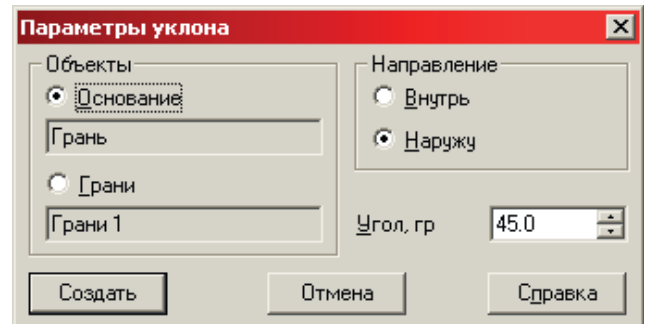 Параметры уклона
Объекты
Основание
Грань
Грани
Грани 1
Направление
Внутрь
Наружу
Угол, гр 45.0
Создать Отмена Справка